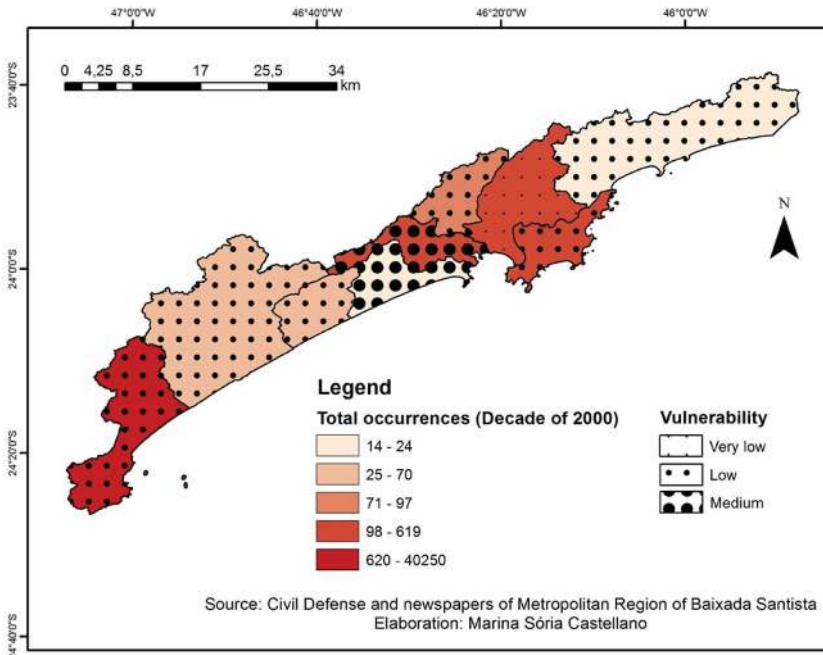 47°0'0"W 46°40'0"W 46°20'0"W 46°0'0"W
0 4,25 8,5 17 25,5 34
km
23°40'0"S
N
24°0'0"S
24°20'0"S
24°40'0"S
Legend
Total occurrences (Decade of 2000)
14 - 24
25 - 70
71 - 97
98 - 619
620 - 40250
Vulnerability
Very low
Low
Medium
Source: Civil Defense and newspapers of Metropolitan Region of Baixada Santista
Elaboration: Marina Sória Castellano